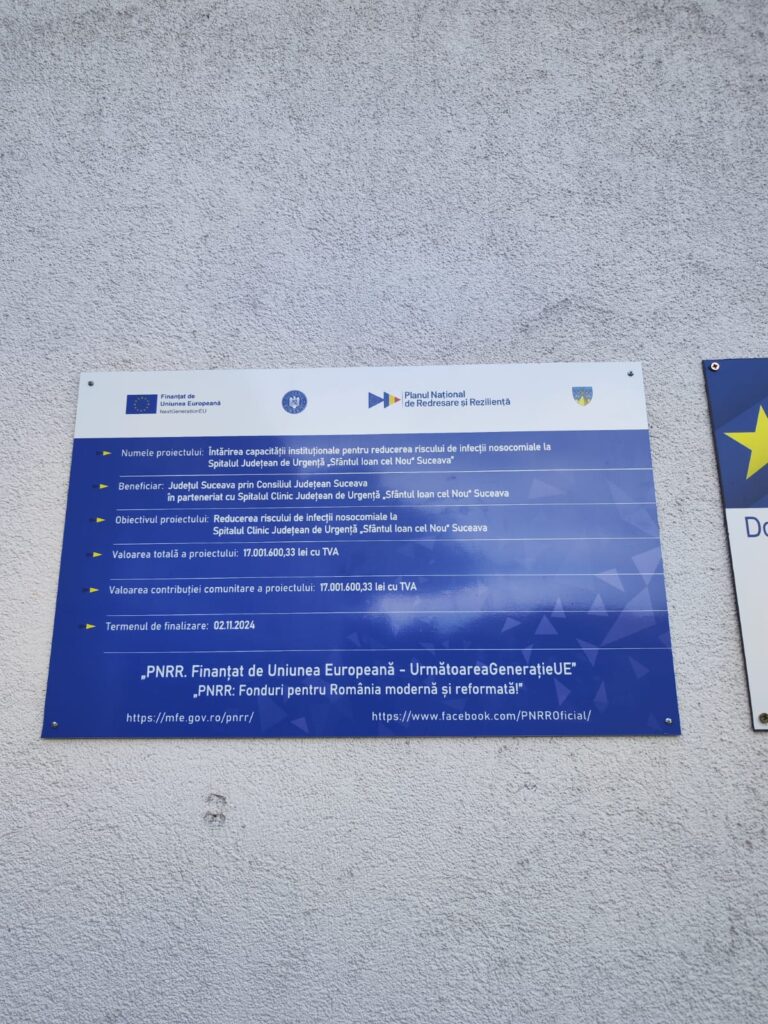 Finanțat de
Uniunea Europeană
NextGenerationEU
Planul Național
de Redresare și Reziliență
Numele proiectului: Întărirea capacității instituționale pentru reducerea riscului de infecții nosocomiale la
Spitalul Județean de Urgență „Sfântul Ioan cel Nou“ Suceava”
Beneficiar: Județul Suceava prin Consiliul Județean Suceava
în parteneriat cu Spitalul Clinic Județean de Urgență „Sfântul Ioan cel Nou“ Suceava
Obiectivul proiectului: Reducerea riscului de infecții nosocomiale la
Spitalul Clinic Județean de Urgență „Sfântul Ioan cel Nou“ Suceava
Valoarea totală a proiectului: 17.001.600,33 lei cu TVA
Valoarea contribuției comunitare a proiectului: 17.001.600,33 lei cu TVA
Termenul de finalizare: 02.11.2024
„PNRR. Finanțat de Uniunea Europeană - UrmătoareaGenerațieUE”
„PNRR: Fonduri pentru România modernă și reformată!”
https://mfe.gov.ro/pnrr/ https://www.facebook.com/PNRROficial/